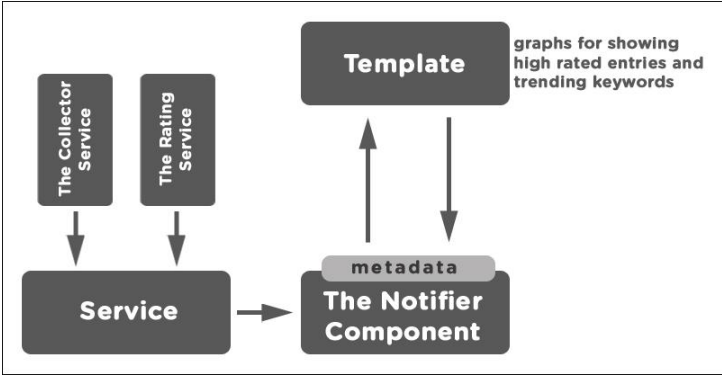 Template
graphs for showing
high rated entries and
trending keywords
The Collector
Service
The Rating
Service
metadata
Service
The Notifier
Component